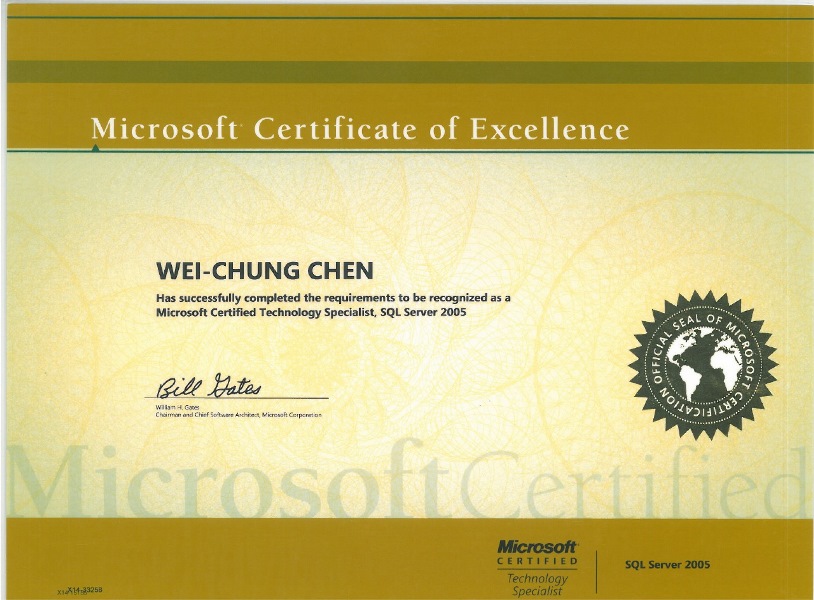 Microsoft Certificate of Excellence
WEI-CHUNG CHEN
Has successfully completed the requirements to be recognized as a
Microsoft Certified Technology Specialist, SQL Server 2005
Bill Gates
William H. Gates
Chairman and Chief Software Architect, Microsoft Corporation
OFFICIAL SEAL OF MICROSOFT CERTIFICATION
MicrosoftCertified
Microsoft
CERTIFIED
Technology
Specialist
SQL Server 2005